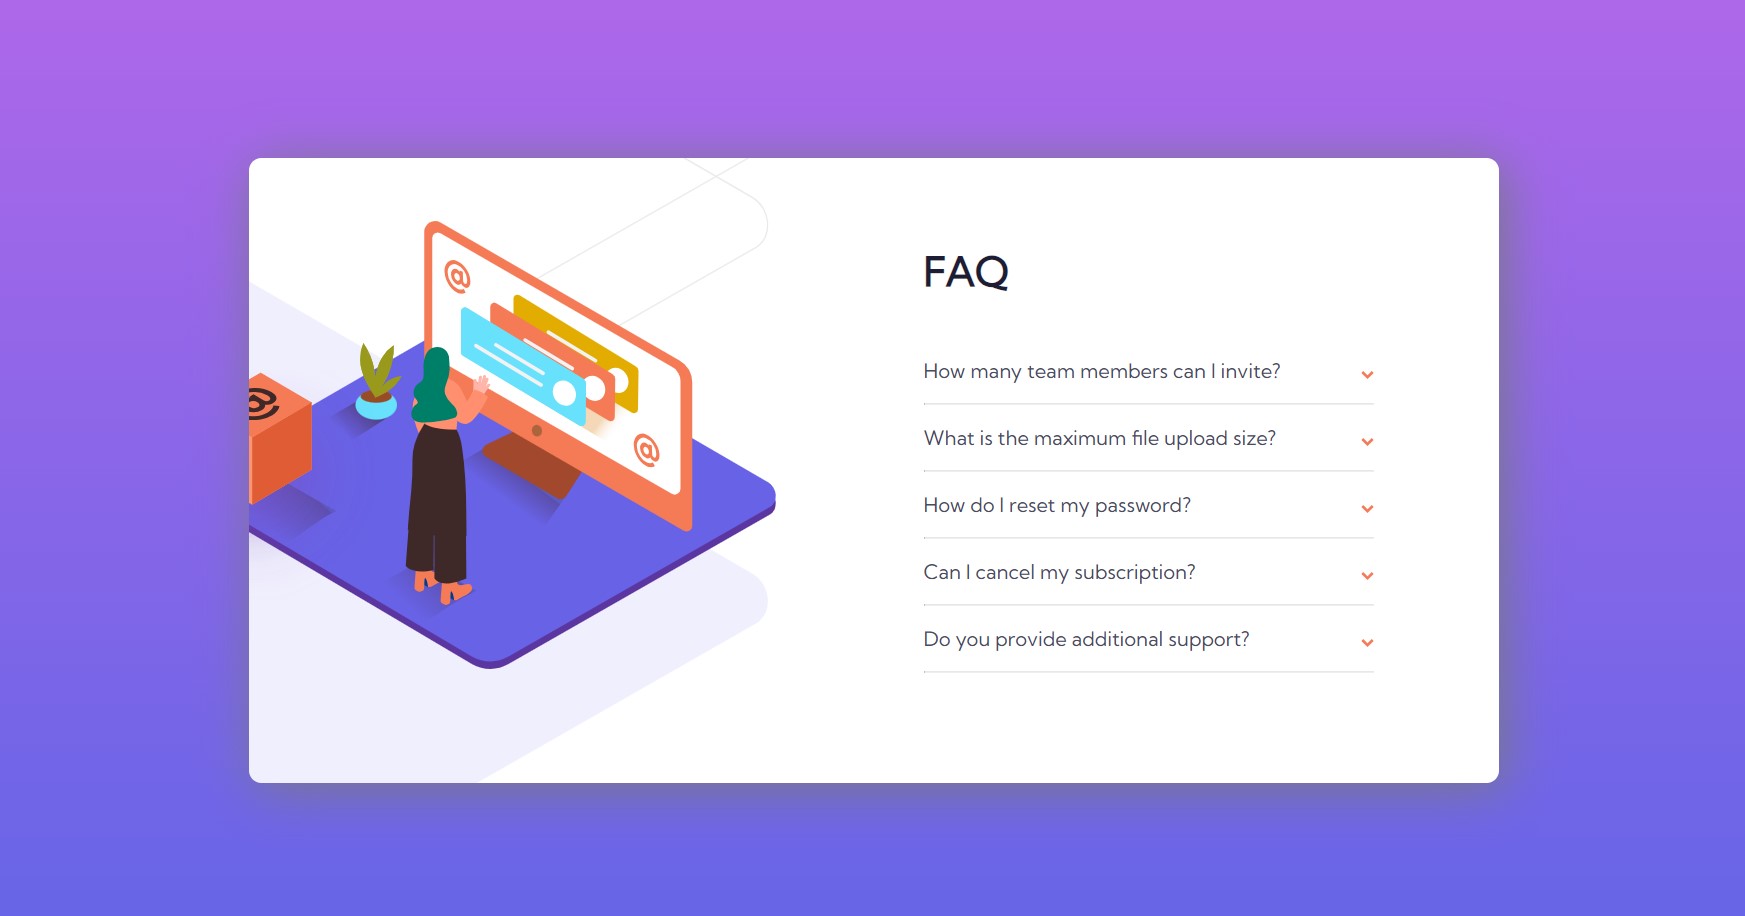 @
@
@
FAQ
How many team members can I invite?
What is the maximum file upload size?
How do I reset my password?
Can I cancel my subscription?
Do you provide additional support?